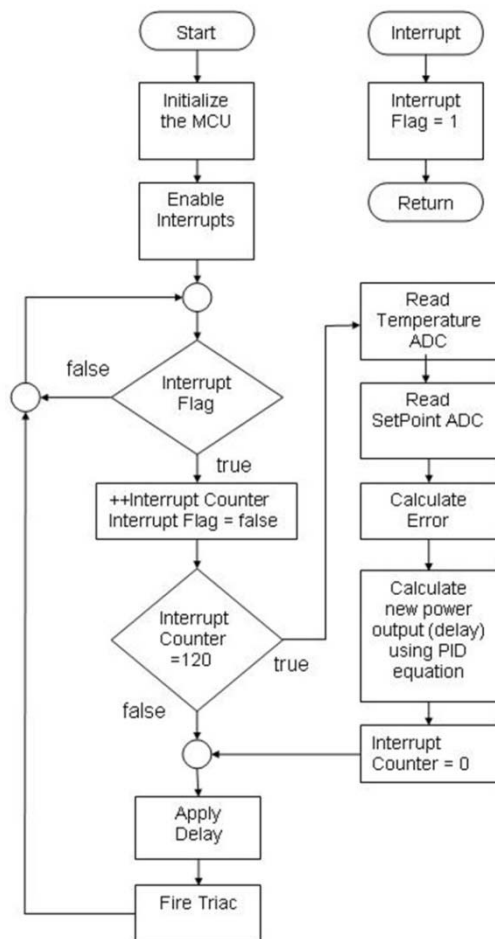 Start
Initialize
the MCU
Enable
Interrupts
Interrupt
Flag
false
true
++Interrupt Counter
Interrupt Flag = false
Interrupt
Counter
=120
true
false
Apply
Delay
Fire Triac
Interrupt
Interrupt
Flag = 1
Return
Read
Temperature
ADC
Read
SetPoint ADC
Calculate
Error
Calculate
new power
output (delay)
using PID
equation
Interrupt
Counter = 0